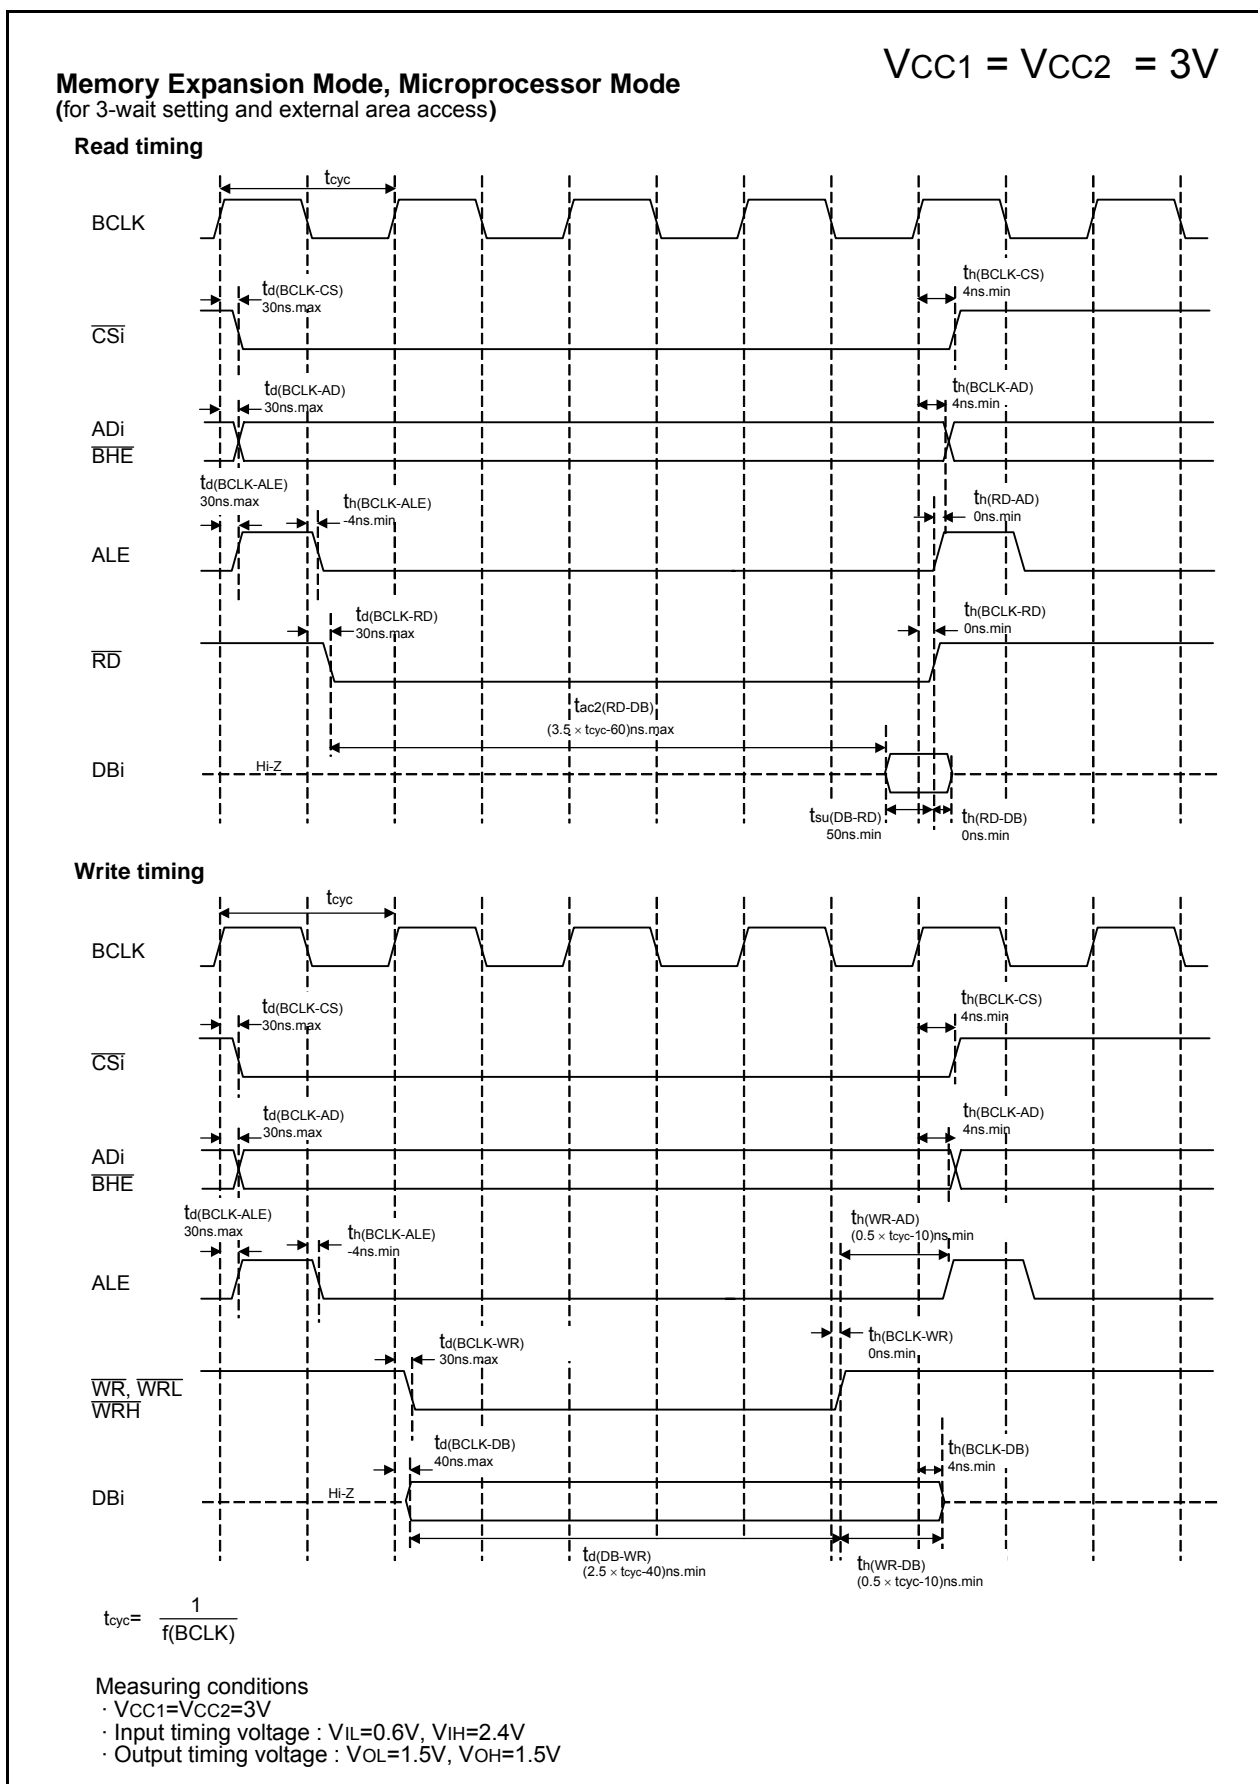 VCC1 = VCC2 = 3V
Memory Expansion Mode, Microprocessor Mode
(for 3-wait setting and external area access)
Read timing
tcyc
BCLK
td(BCLK-CS)
30ns.max
th(BCLK-CS)
4ns.min
CSi
td(BCLK-AD)
30ns.max
th(BCLK-AD)
4ns.min
ADi
BHE
td(BCLK-ALE)
30ns.max
th(BCLK-ALE)
-4ns.min
th(RD-AD)
0ns.min
ALE
td(BCLK-RD)
30ns.max
th(BCLK-RD)
0ns.min
RD
tac2(RD-DB)
(3.5 × tcyc-60)ns.max
DBi
Hi-Z
tsu(DB-RD)
50ns.min
th(RD-DB)
0ns.min
Write timing
tcyc
BCLK
td(BCLK-CS)
30ns.max
th(BCLK-CS)
4ns.min
CSi
td(BCLK-AD)
30ns.max
th(BCLK-AD)
4ns.min
ADi
BHE
td(BCLK-ALE)
30ns.max
th(BCLK-ALE)
-4ns.min
th(WR-AD)
(0.5 × tcyc-10)ns.min
ALE
td(BCLK-WR)
30ns.max
th(BCLK-WR)
0ns.min
WR, WRL
WRH
td(BCLK-DB)
40ns.max
th(BCLK-DB)
4ns.min
DBi
Hi-Z
td(DB-WR)
(2.5 × tcyc-40)ns.min
th(WR-DB)
(0.5 × tcyc-10)ns.min
tcyc= 1
f(BCLK)
Measuring conditions
· VCC1=VCC2=3V
· Input timing voltage : VIL=0.6V, VIH=2.4V
· Output timing voltage : VOL=1.5V, VOH=1.5V